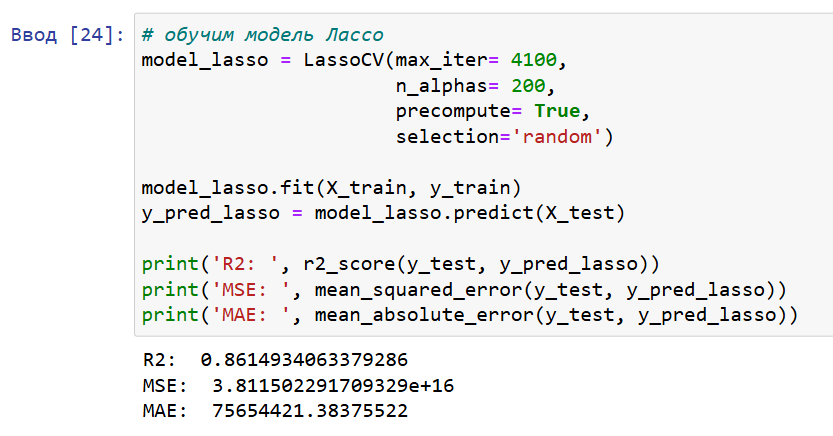 Ввод [24]: # обучим модель Лассо
model_lasso = LassoCV(max_iter= 4100,
n_alphas= 200,
precompute= True,
selection='random')
model_lasso.fit(X_train, y_train)
y_pred_lasso = model_lasso.predict(X_test)
print('R2: ', r2_score(y_test, y_pred_lasso))
print('MSE: ', mean_squared_error(y_test, y_pred_lasso))
print('MAE: ', mean_absolute_error(y_test, y_pred_lasso))
R2:  0.8614934063379286
MSE:  3.811502291709329e+16
MAE:  75654421.38375522